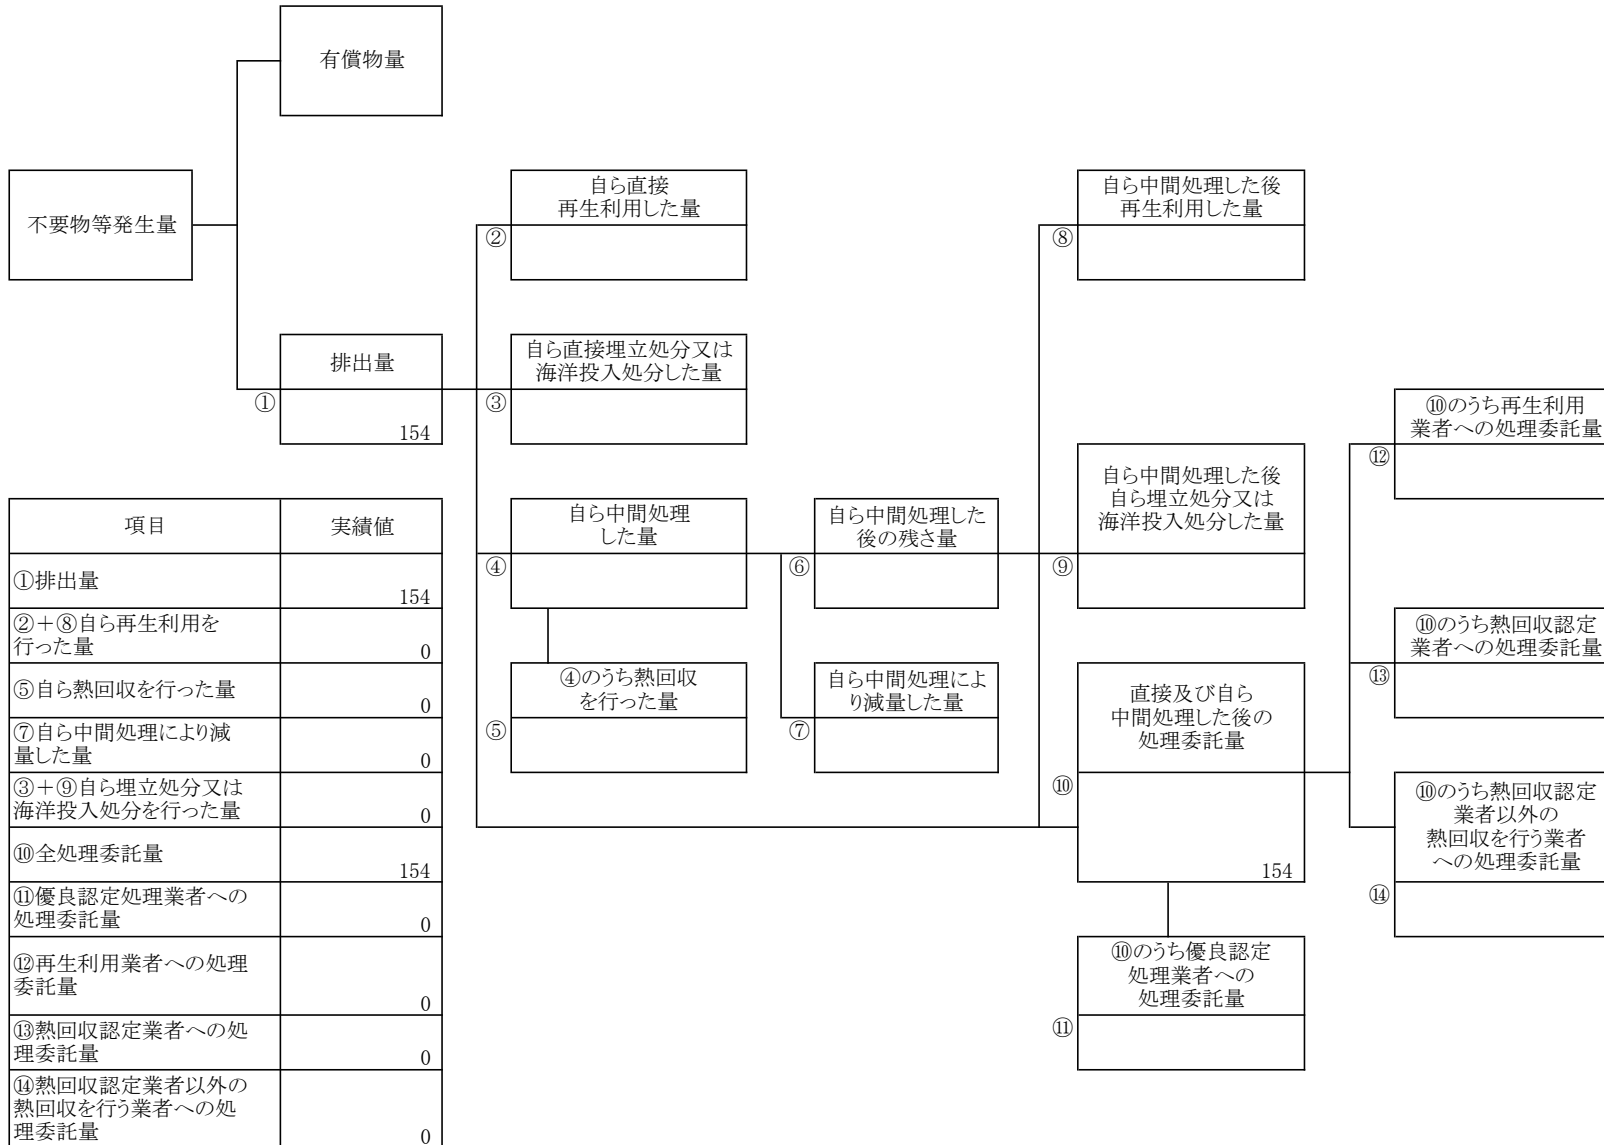 有償物量
不要物等発生量
自ら直接
再生利用した量
②
自ら中間処理した後
再生利用した量
⑧
排出量
①
154
自ら直接埋立処分又は
海洋投入処分した量
③
⑩のうち再生利用
業者への処理委託量
⑫
自ら中間処理
した量
④
自ら中間処理した
後の残さ量
⑥
自ら中間処理した後
自ら埋立処分又は
海洋投入処分した量
⑨
⑩のうち熱回収認定
業者への処理委託量
⑬
④のうち熱回収
を行った量
⑤
自ら中間処理によ
り減量した量
⑦
直接及び自ら
中間処理した後の
処理委託量
⑩
154
⑩のうち熱回収認定
業者以外の
熱回収を行う業者
への処理委託量
⑭
⑩のうち優良認定
処理業者への
処理委託量
⑪
項目 実績値
①排出量
154
②+⑧自ら再生利用を
行った量
0
⑤自ら熱回収を行った量
0
⑦自ら中間処理により減
量した量
0
③+⑨自ら埋立処分又は
海洋投入処分を行った量
0
⑩全処理委託量
154
⑪優良認定処理業者への
処理委託量
0
⑫再生利用業者への処理
委託量
0
⑬熱回収認定業者への処
理委託量
0
⑭熱回収認定業者以外の
熱回収を行う業者への処
理委託量
0